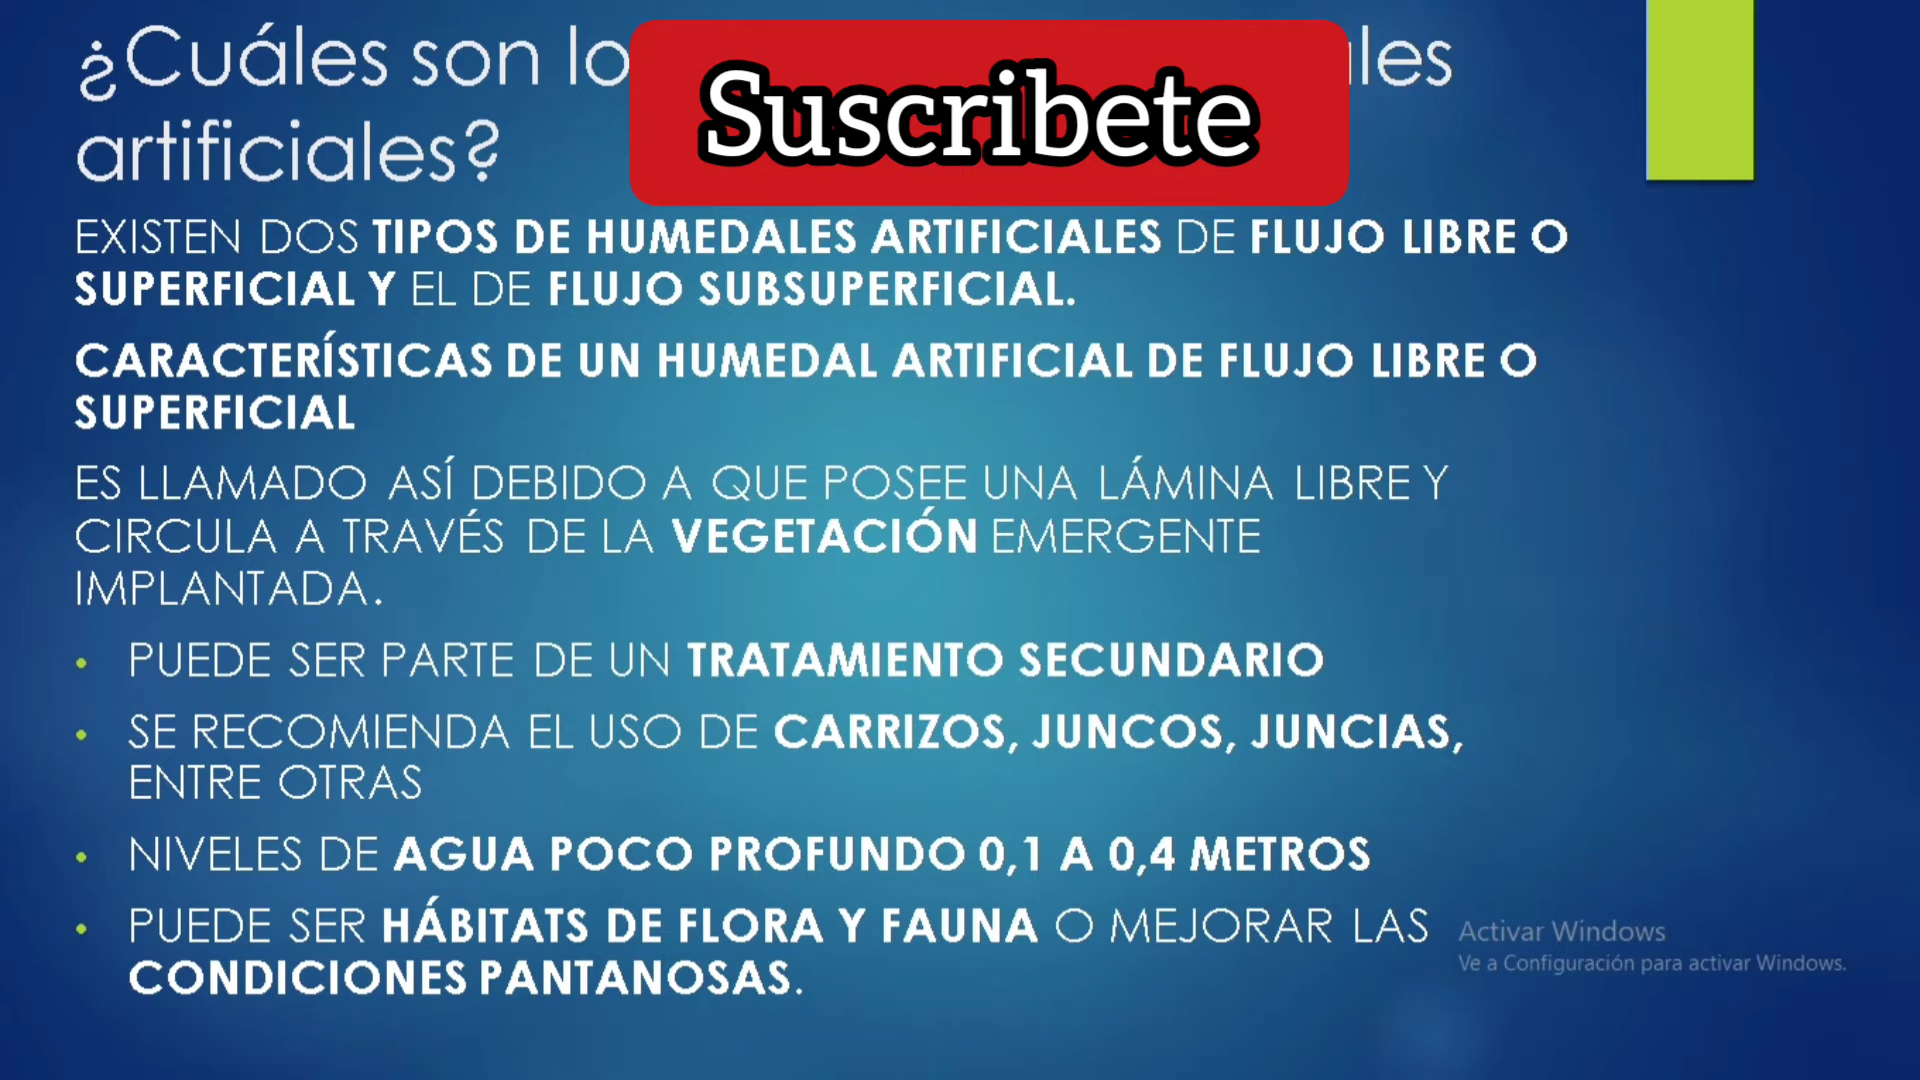 ¿Cuáles son lo
les
Suscribete
artificiales?
EXISTEN DOS TIPOS DE HUMEDALES ARTIFICIALES DE FLUJO LIBRE O
SUPERFICIAL Y EL DE FLUJO SUBSUPERFICIAL.
CARACTERÍSTICAS DE UN HUMEDAL ARTIFICIAL DE FLUJO LIBRE O
SUPERFICIAL
ES LLAMADO ASÍ DEBIDO A QUE POSEE UNA LÁMINA LIBRE Y
CIRCULA A TRAVÉS DE LA VEGETACIÓN EMERGENTE
IMPLANTADA.
• PUEDE SER PARTE DE UN TRATAMIENTO SECUNDARIO
• SE RECOMIENDA EL USO DE CARRIZOS, JUNCOS, JUNCIAS,
ENTRE OTRAS
• NIVELES DE AGUA POCO PROFUNDO 0,1 A 0,4 METROS
• PUEDE SER HÁBITATS DE FLORA Y FAUNA O MEJORAR LAS
CONDICIONES PANTANOSAS.
Activar Windows
Ve a Configuración para activar Windows.